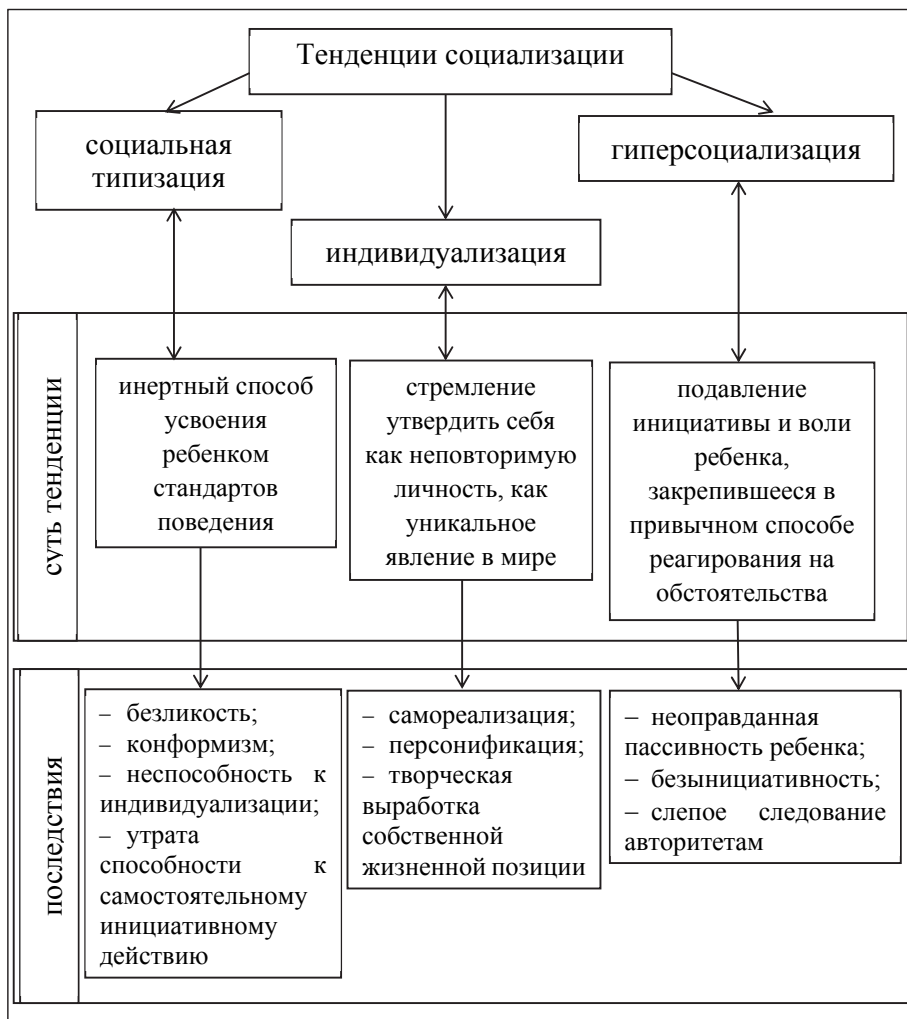 Тенденции социализации
социальная
типизация
гиперсоциализация
индивидуализация
суть тенденции
инертный способ
усвоения
ребенком
стандартов
поведения
стремление
утвердить себя
как неповторимую
личность, как
уникальное
явление в мире
подавление
инициативы и воли
ребенка,
закрепившееся в
привычном способе
реагирования на
обстоятельства
последствия
– безликость;
– конформизм;
– неспособность к
индивидуализации;
– утрата
способности к
самостоятельному
инициативному
действию
– самореализация;
– персонификация;
– творческая
выработка
собственной
жизненной позиции
– неоправданная
пассивность ребенка;
– безынициативность;
– слепое следование
авторитетам